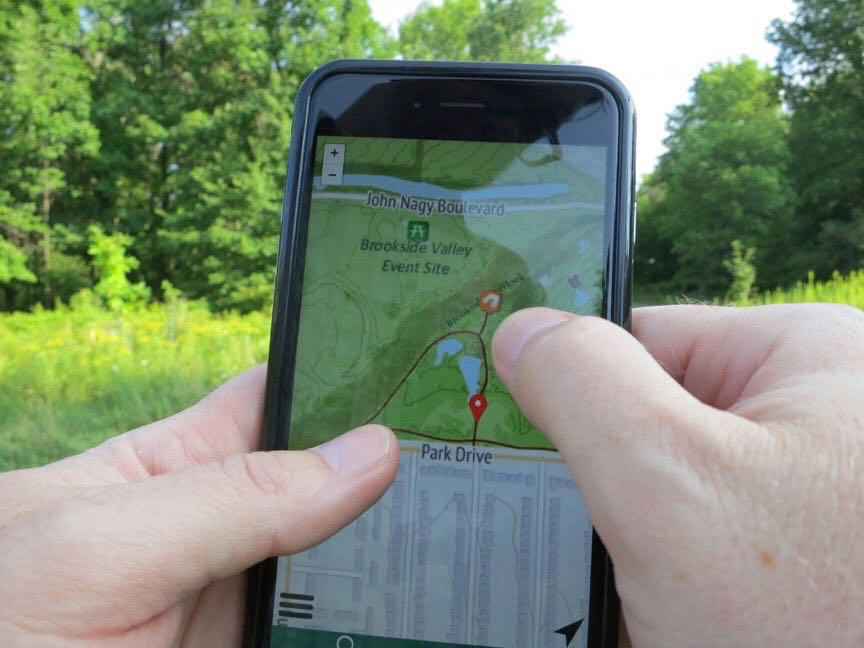 +
−
John Nagy Boulevard
Brookside Valley
Event Site
Park Drive